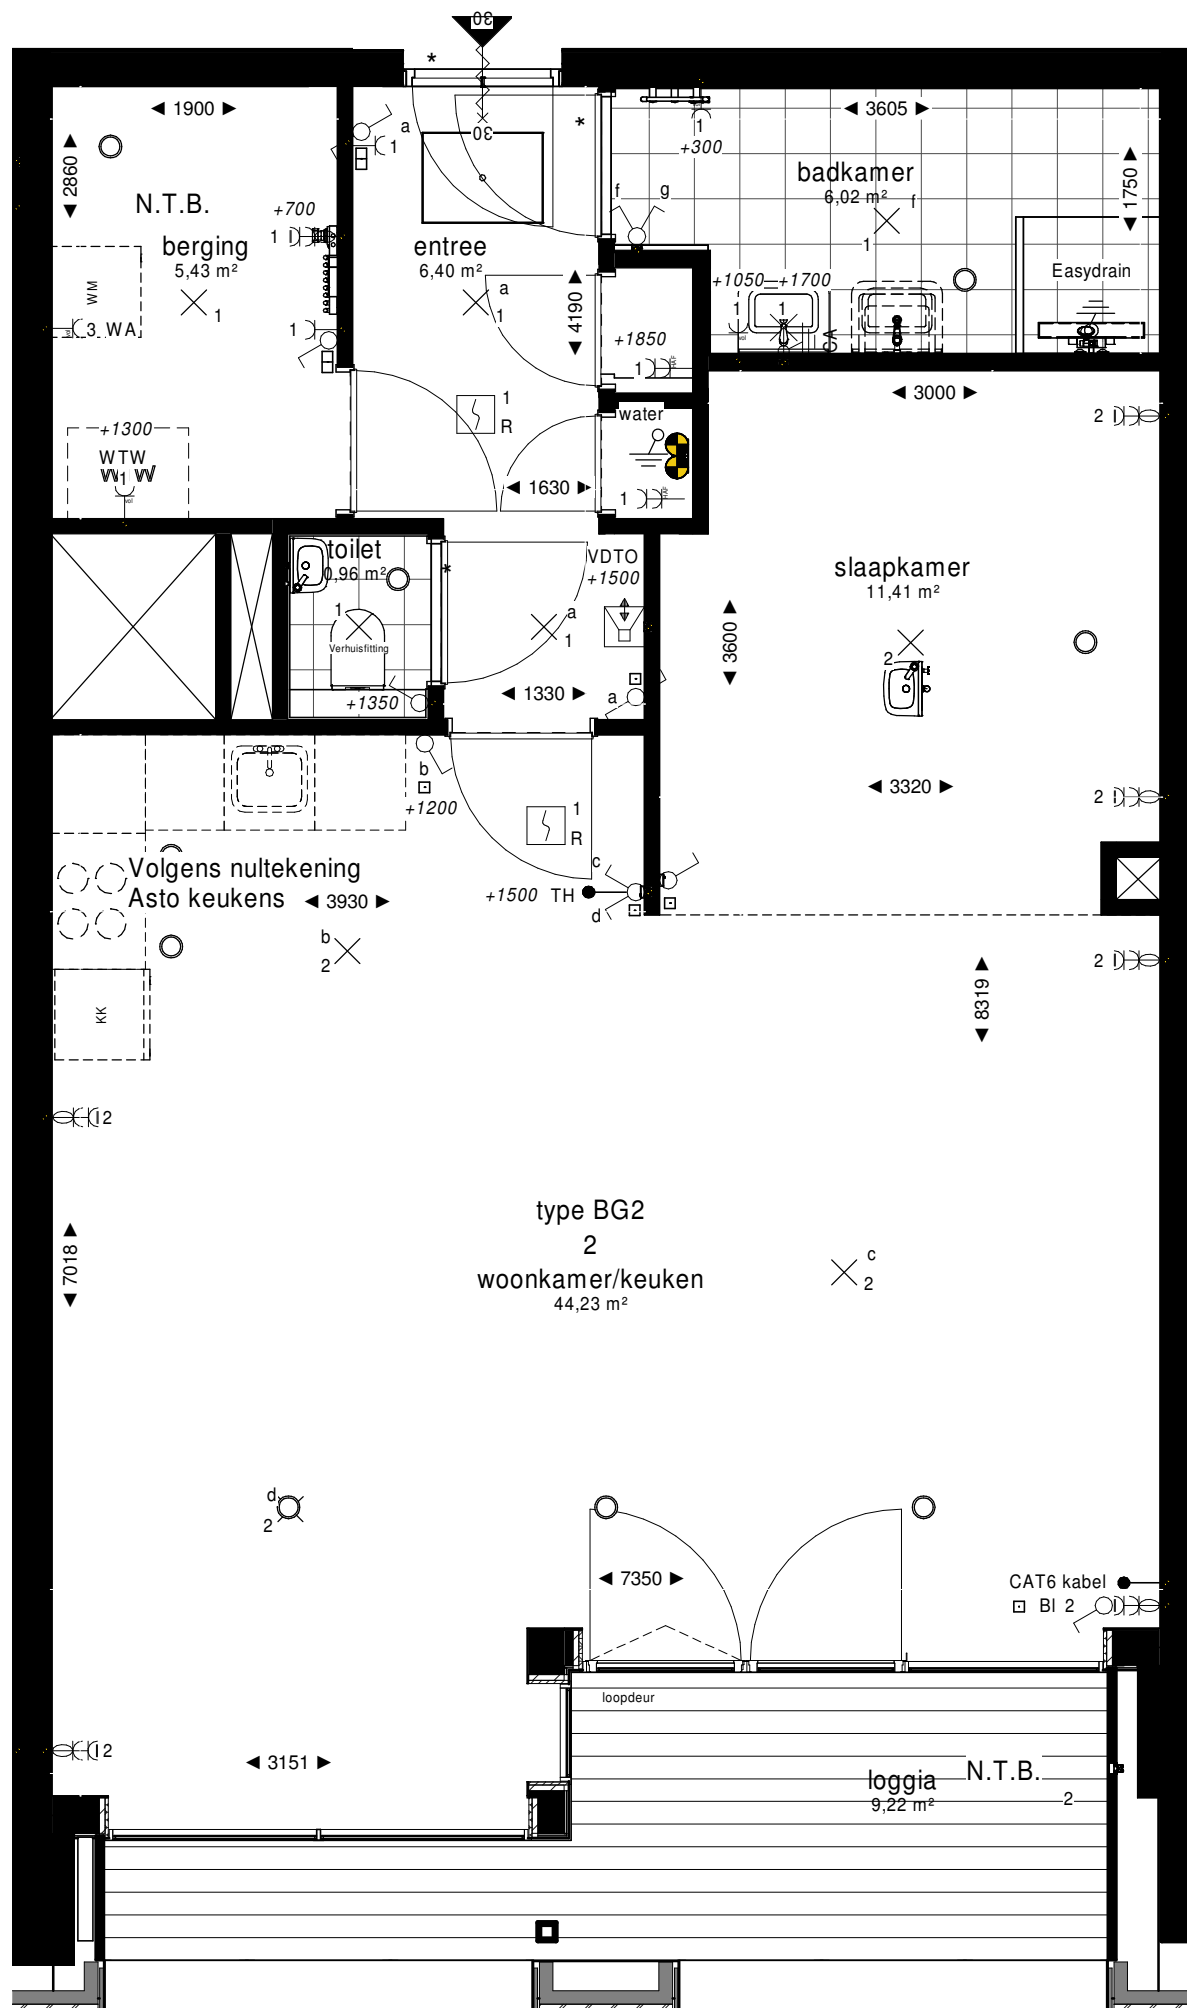 30
*
1900
a
1
30
*
3605
1
+300
2860
N.T.B.
badkamer
6,02 m²
f
1
1750
f g
+700
1
berging
5,43 m²
entree
6,40 m²
WM
1
a
1
4190
+1050 +1700
Easydrain
3 WA
1
1
1
CA
+1850
1
3000
2
1
R
water
+1300
WTW
1
1630
1
toilet
0,96 m²
*
VDTO
+1500
slaapkamer
11,41 m²
1
a
1
3600
Verhuisfitting
2
+1350
1330
a
b
+1200
3320
2
1
R
Volgens nultekening
Asto keukens
3930
c
+1500 TH
d
b
2
2
8319
KK
2
type BG2
2
woonkamer/keuken
44,23 m²
7018
c
2
d
2
7350
CAT6 kabel
BI 2
loopdeur
2
3151
loggia
9,22 m²
N.T.B.
2